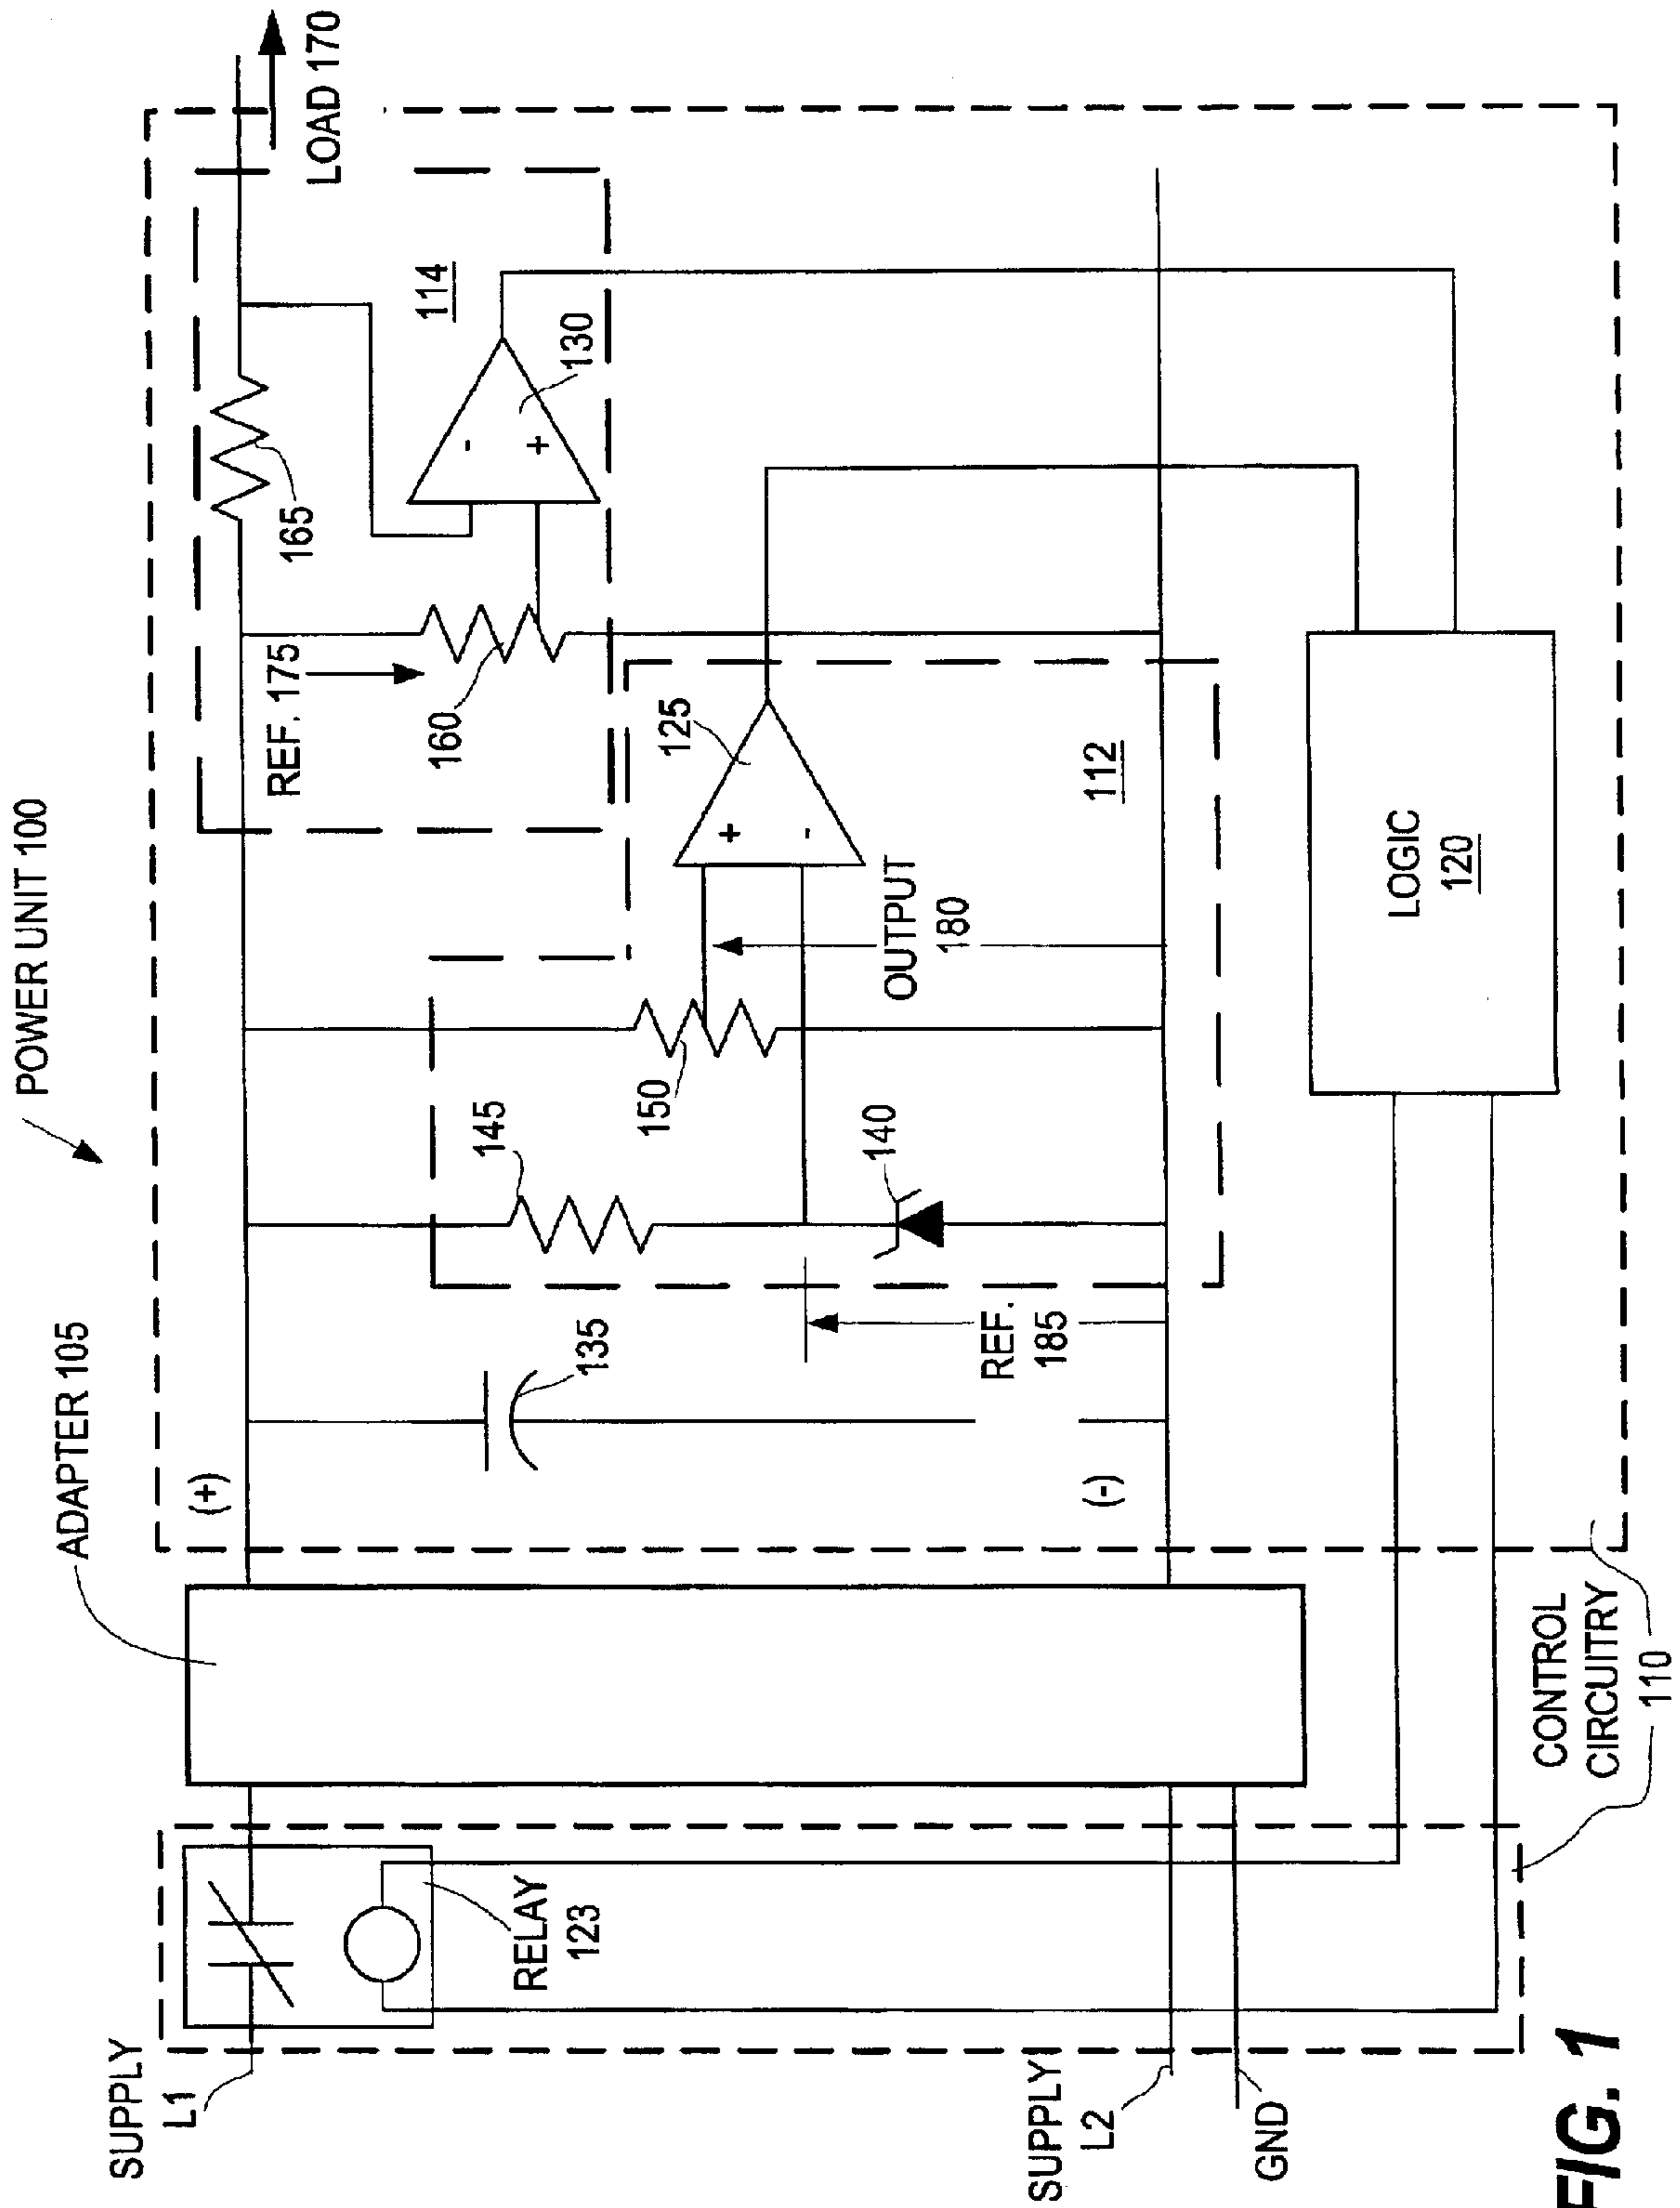 POWER UNIT 100
ADAPTER 105
SUPPLY
L1
RELAY
123
(+)
135
145
150
REF. 175
160
165
LOAD 170
114
-
+
130
125
+
-
OUTPUT
180
140
REF.
185
112
(-)
SUPPLY
L2
GND
LOGIC
120
CONTROL
CIRCUITRY
110
FIG. 1